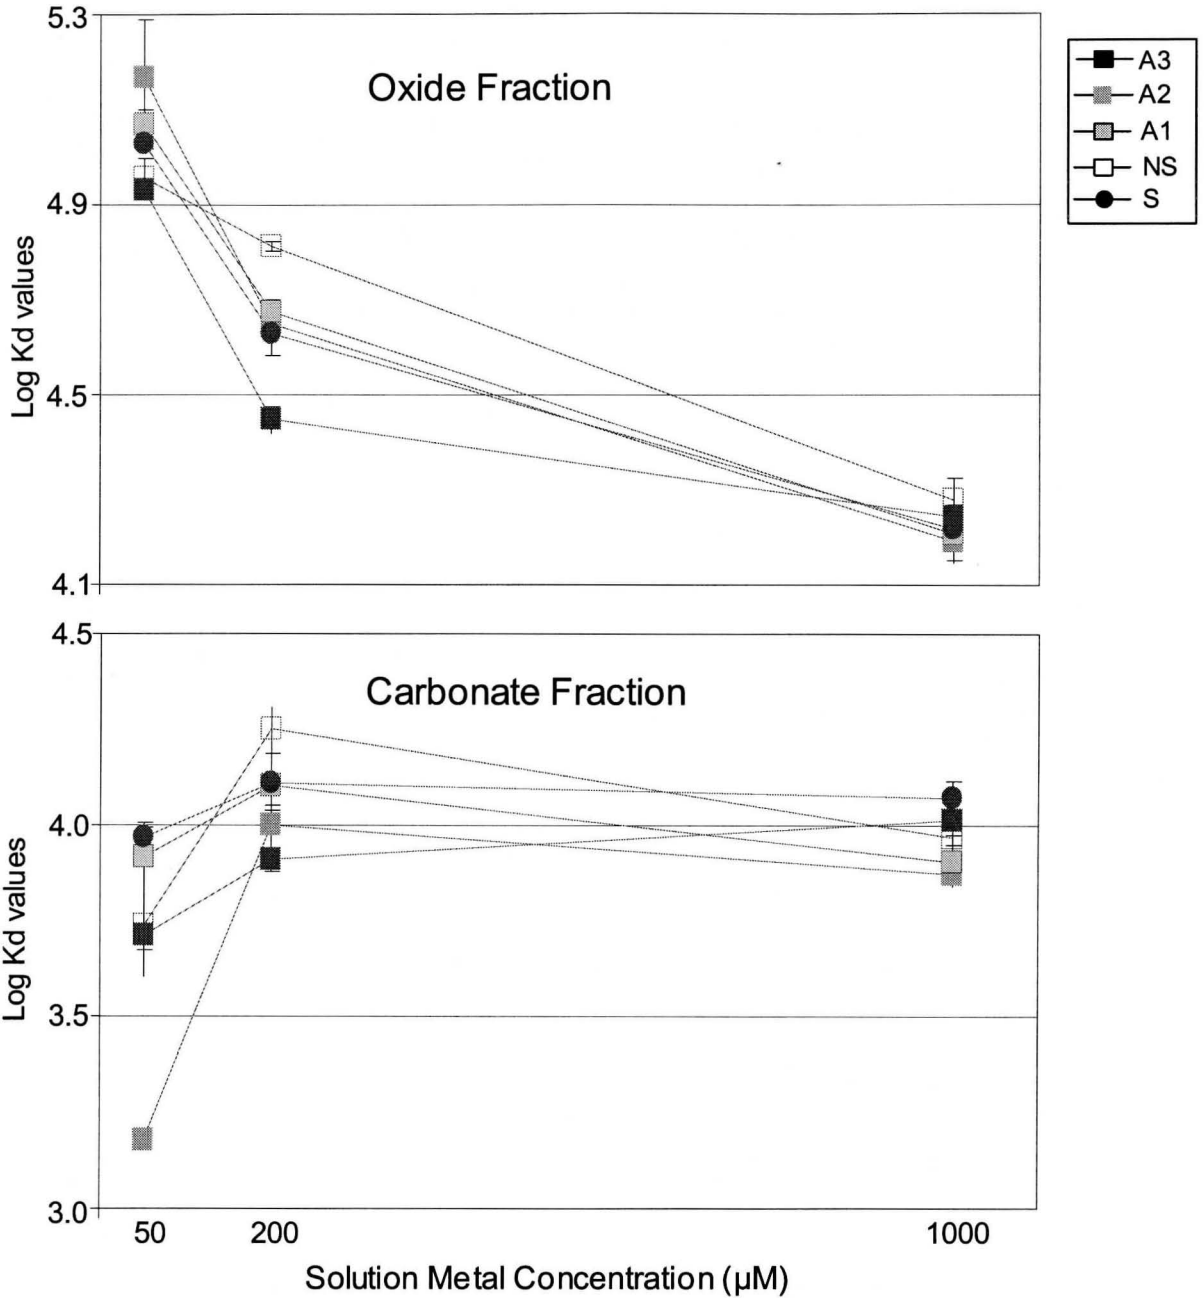 5.3
Oxide Fraction
4.9
Log Kd values
4.5
4.1
A3
A2
A1
NS
S
4.5
Carbonate Fraction
4.0
Log Kd values
3.5
3.0
50 200 1000
Solution Metal Concentration (µM)